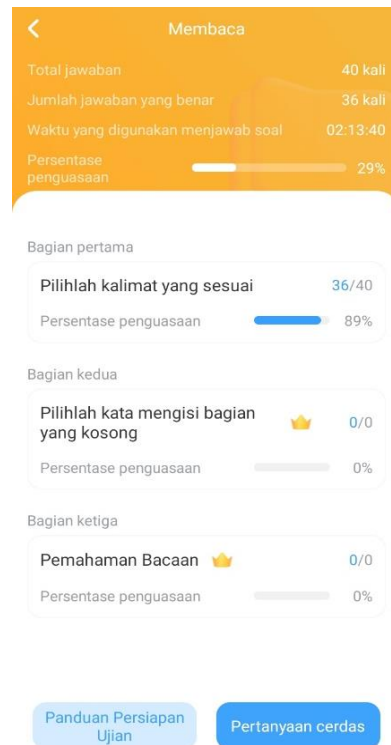 Membaca
Total jawaban 40 kali
Jumlah jawaban yang benar 36 kali
Waktu yang digunakan menjawab soal 02:13:40
Persentase
penguasaan 29%
Bagian pertama
Pilihlah kalimat yang sesuai 36/40
Persentase penguasaan 89%
Bagian kedua
Pilihlah kata mengisi bagian
yang kosong 0/0
Persentase penguasaan 0%
Bagian ketiga
Pemahaman Bacaan 0/0
Persentase penguasaan 0%
Panduan Persiapan
Ujian
Pertanyaan cerdas